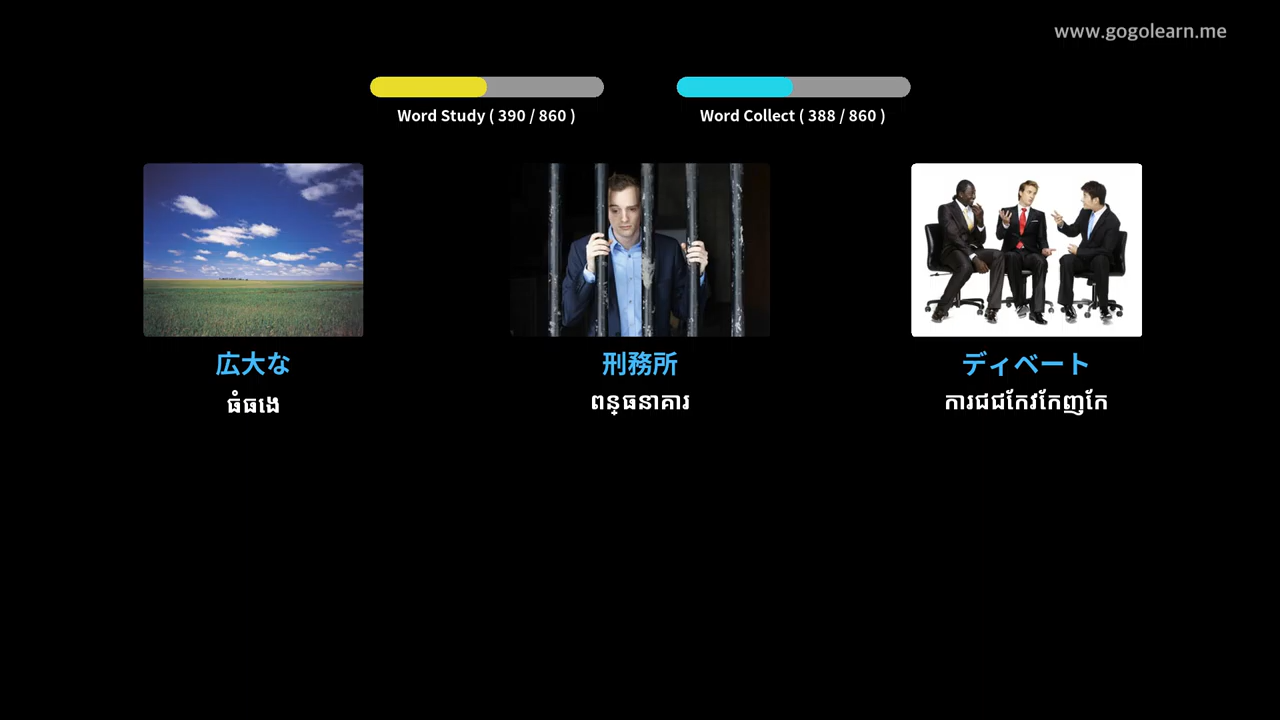 www.gogolearn.me
Word Study ( 390 / 860 )
Word Collect ( 388 / 860 )
広大な
刑務所
ディベート
ធំធេង
ពន្ធនាគារ
ការជជែកវែកញែក